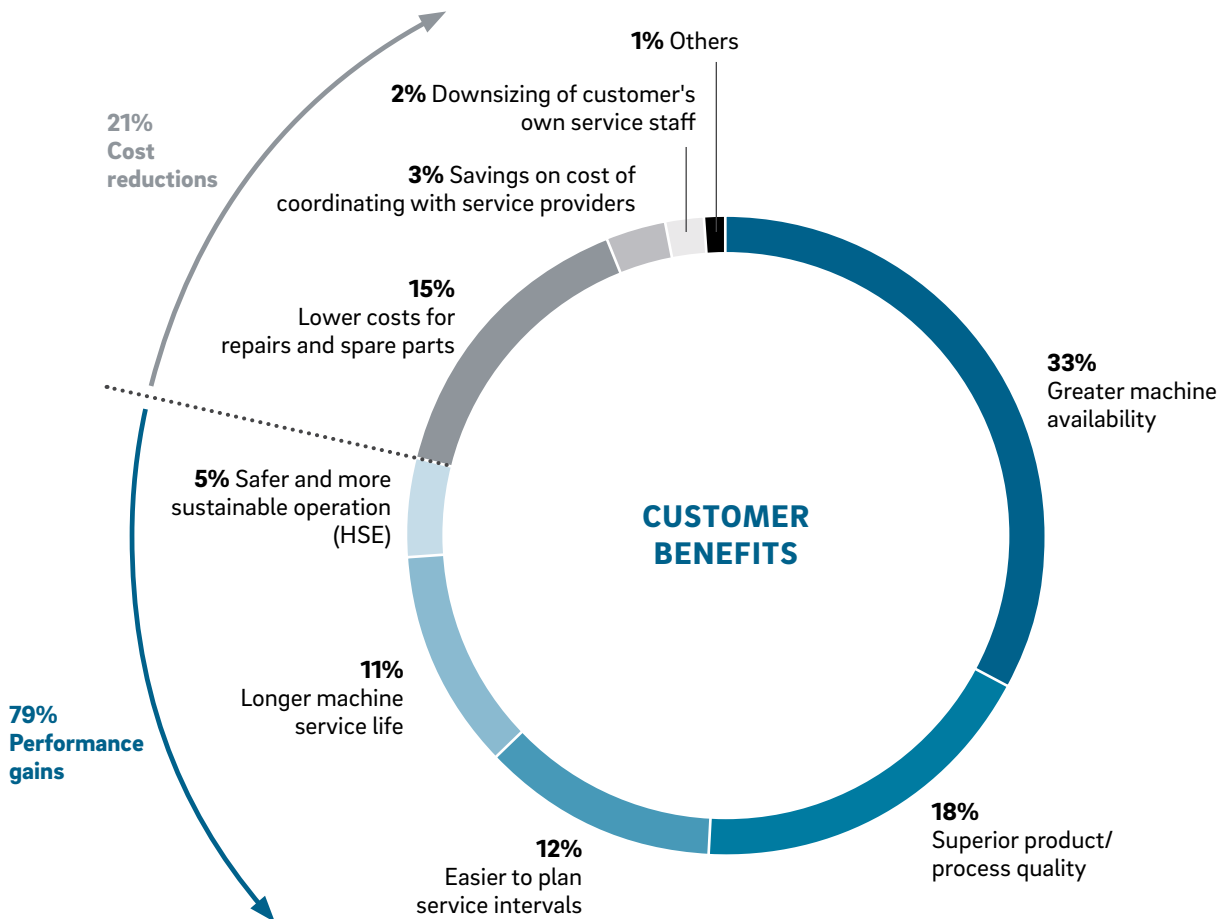 1% Others
2% Downsizing of customer's
own service staff
21%
Cost
reductions
3% Savings on cost of
coordinating with service providers
15%
Lower costs for
repairs and spare parts
33%
Greater machine
availability
5% Safer and more
sustainable operation
(HSE)
CUSTOMER
BENEFITS
11%
Longer machine
service life
79%
Performance
gains
18%
Superior product/
process quality
12%
Easier to plan
service intervals